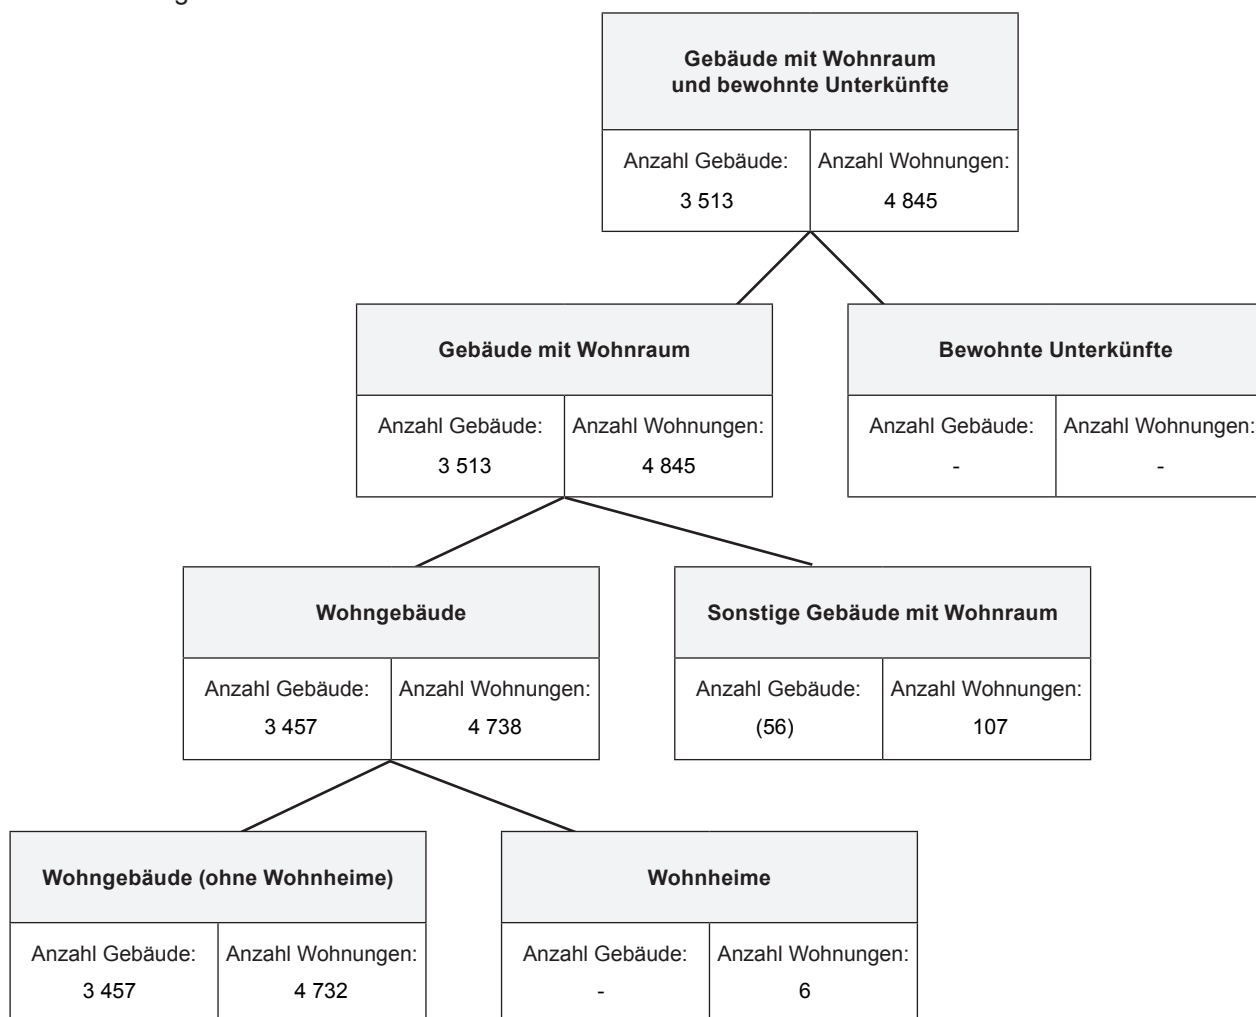 Gebäude mit Wohnraum
und bewohnte Unterkünfte
Anzahl Gebäude: Anzahl Wohnungen:
3 513 4 845
Gebäude mit Wohnraum Bewohnte Unterkünfte
Anzahl Gebäude: Anzahl Wohnungen: Anzahl Gebäude: Anzahl Wohnungen:
3 513 4 845 - -
Wohngebäude Sonstige Gebäude mit Wohnraum
Anzahl Gebäude: Anzahl Wohnungen: Anzahl Gebäude: Anzahl Wohnungen:
3 457 4 738 (56) 107
Wohngebäude (ohne Wohnheime) Wohnheime
Anzahl Gebäude: Anzahl Wohnungen: Anzahl Gebäude: Anzahl Wohnungen:
3 457 4 732 - 6